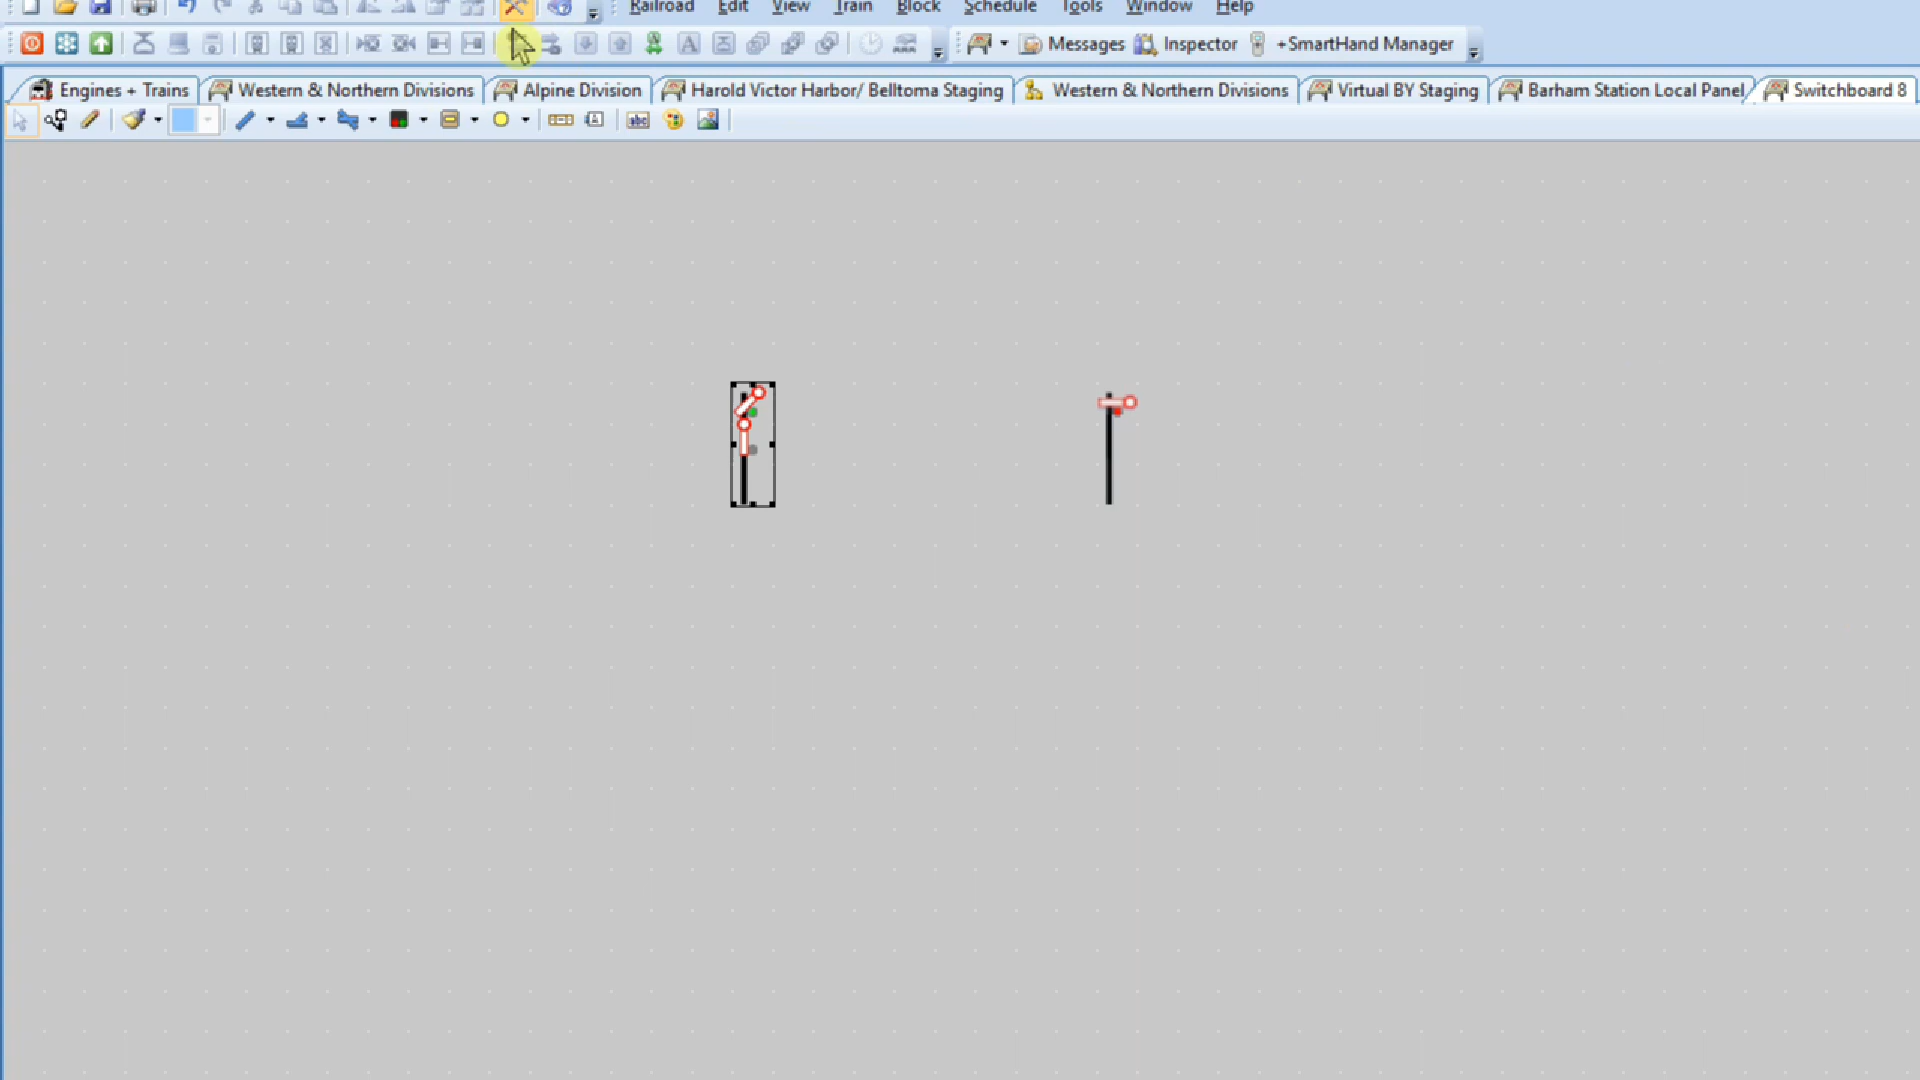 Railroad Edit View Train Block Schedule Tools Window Help
Messages Inspector +SmartHand Manager
Engines + Trains Western & Northern Divisions Alpine Division Harold Victor Harbor/ Belltoma Staging Western & Northern Divisions Virtual BY Staging Barham Station Local Panel Switchboard 8
abc